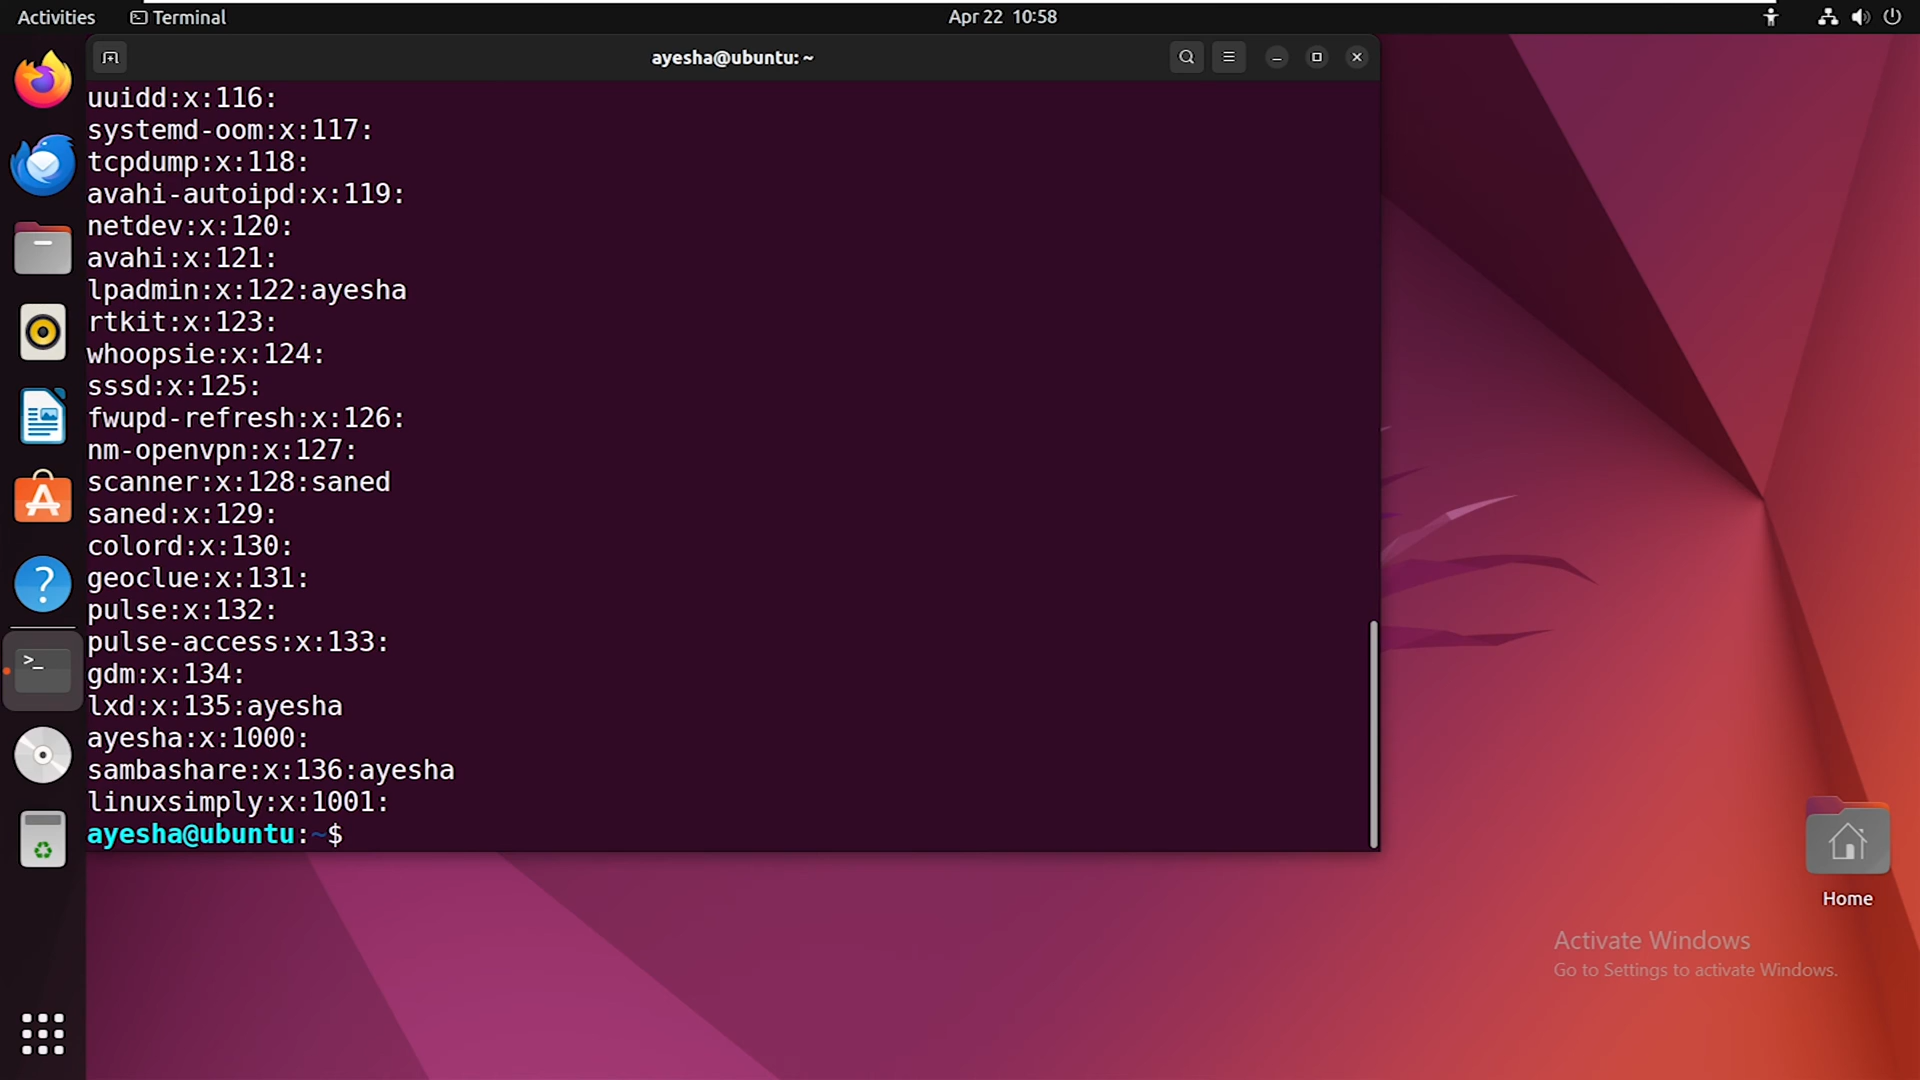 Activities Terminal Apr 22 10:58
ayesha@ubuntu: ~
uuidd:x:116:
systemd-oom:x:117:
tcpdump:x:118:
avahi-autoipd:x:119:
netdev:x:120:
avahi:x:121:
lpadmin:x:122:ayesha
rtkit:x:123:
whoopsie:x:124:
sssd:x:125:
fwupd-refresh:x:126:
nm-openvpn:x:127:
scanner:x:128:saned
saned:x:129:
colord:x:130:
geoclue:x:131:
pulse:x:132:
pulse-access:x:133:
gdm:x:134:
lxd:x:135:ayesha
ayesha:x:1000:
sambashare:x:136:ayesha
linuxsimply:x:1001:
ayesha@ubuntu:~$
Home
Activate Windows
Go to Settings to activate Windows.